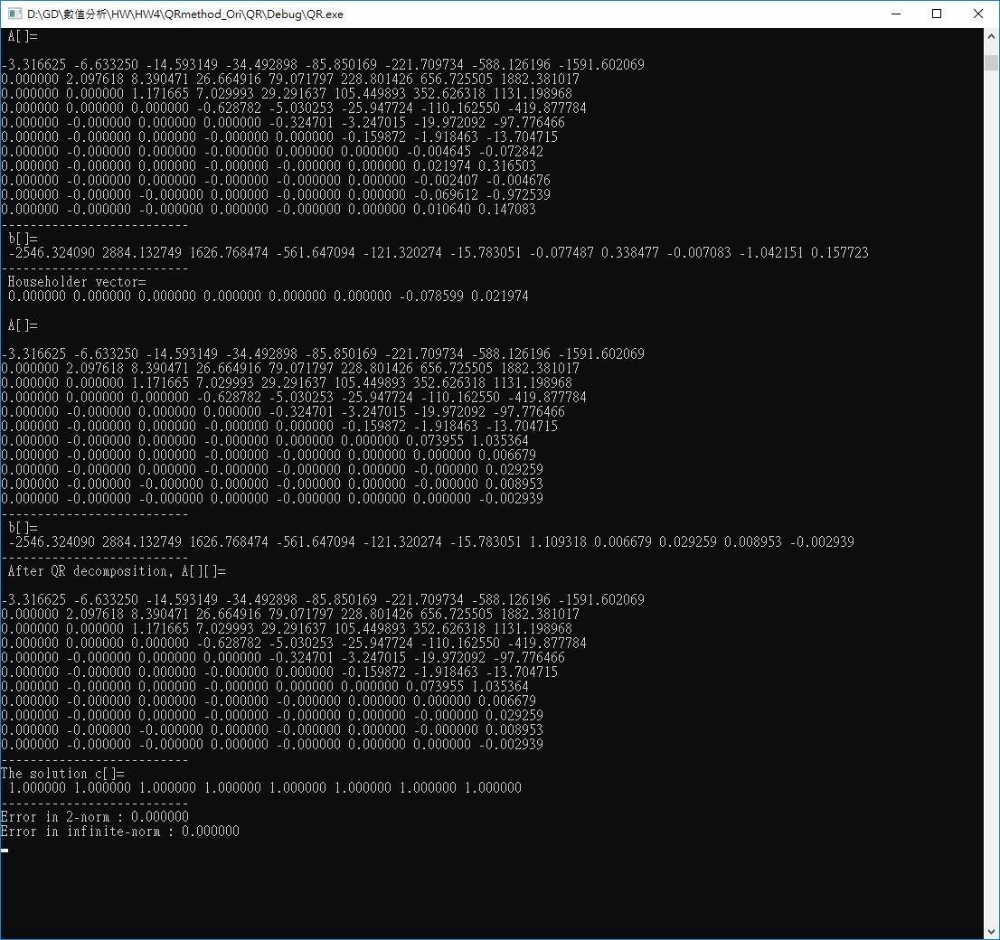 D:\GD\數值分析\HW\HW4\QRmethod_Ori\QR\Debug\QR.exe
A[]=
-3.316625 -6.633250 -14.593149 -34.492898 -85.850169 -221.709734 -588.126196 -1591.602069
0.000000 2.097618 8.390471 26.664916 79.071797 228.801426 656.725505 1882.381017
0.000000 0.000000 1.171665 7.029993 29.291637 105.449893 352.626318 1131.198968
0.000000 0.000000 0.000000 -0.628782 -5.030253 -25.947724 -110.162550 -419.877784
0.000000 -0.000000 0.000000 0.000000 -0.324701 -3.247015 -19.972092 -97.776466
0.000000 -0.000000 0.000000 -0.000000 0.000000 -0.159872 -1.918463 -13.704715
0.000000 -0.000000 0.000000 -0.000000 0.000000 0.000000 -0.004645 -0.072842
0.000000 -0.000000 0.000000 -0.000000 -0.000000 0.000000 0.021974 0.316503
0.000000 -0.000000 0.000000 -0.000000 -0.000000 0.000000 -0.002407 -0.004676
0.000000 -0.000000 -0.000000 0.000000 -0.000000 0.000000 -0.069612 -0.972539
0.000000 -0.000000 -0.000000 0.000000 -0.000000 0.000000 0.010640 0.147083
--------------------------
b[]=
-2546.324090 2884.132749 1626.768474 -561.647094 -121.320274 -15.783051 -0.077487 0.338477 -0.007083 -1.042151 0.157723
--------------------------
Householder vector=
0.000000 0.000000 0.000000 0.000000 0.000000 0.000000 -0.078599 0.021974
A[]=
-3.316625 -6.633250 -14.593149 -34.492898 -85.850169 -221.709734 -588.126196 -1591.602069
0.000000 2.097618 8.390471 26.664916 79.071797 228.801426 656.725505 1882.381017
0.000000 0.000000 1.171665 7.029993 29.291637 105.449893 352.626318 1131.198968
0.000000 0.000000 0.000000 -0.628782 -5.030253 -25.947724 -110.162550 -419.877784
0.000000 -0.000000 0.000000 0.000000 -0.324701 -3.247015 -19.972092 -97.776466
0.000000 -0.000000 0.000000 -0.000000 0.000000 -0.159872 -1.918463 -13.704715
0.000000 -0.000000 0.000000 -0.000000 0.000000 0.000000 0.073955 1.035364
0.000000 -0.000000 0.000000 -0.000000 -0.000000 0.000000 0.000000 0.006679
0.000000 -0.000000 0.000000 -0.000000 -0.000000 0.000000 -0.000000 0.029259
0.000000 -0.000000 -0.000000 0.000000 -0.000000 0.000000 -0.000000 0.008953
0.000000 -0.000000 -0.000000 0.000000 -0.000000 0.000000 0.000000 -0.002939
--------------------------
b[]=
-2546.324090 2884.132749 1626.768474 -561.647094 -121.320274 -15.783051 1.109318 0.006679 0.029259 0.008953 -0.002939
--------------------------
After QR decomposition, A[][]=
-3.316625 -6.633250 -14.593149 -34.492898 -85.850169 -221.709734 -588.126196 -1591.602069
0.000000 2.097618 8.390471 26.664916 79.071797 228.801426 656.725505 1882.381017
0.000000 0.000000 1.171665 7.029993 29.291637 105.449893 352.626318 1131.198968
0.000000 0.000000 0.000000 -0.628782 -5.030253 -25.947724 -110.162550 -419.877784
0.000000 -0.000000 0.000000 0.000000 -0.324701 -3.247015 -19.972092 -97.776466
0.000000 -0.000000 0.000000 -0.000000 0.000000 -0.159872 -1.918463 -13.704715
0.000000 -0.000000 0.000000 -0.000000 0.000000 0.000000 0.073955 1.035364
0.000000 -0.000000 0.000000 -0.000000 -0.000000 0.000000 0.000000 0.006679
0.000000 -0.000000 0.000000 -0.000000 -0.000000 0.000000 -0.000000 0.029259
0.000000 -0.000000 -0.000000 0.000000 -0.000000 0.000000 -0.000000 0.008953
0.000000 -0.000000 -0.000000 0.000000 -0.000000 0.000000 0.000000 -0.002939
--------------------------
The solution c[]=
1.000000 1.000000 1.000000 1.000000 1.000000 1.000000 1.000000 1.000000
--------------------------
Error in 2-norm : 0.000000
Error in infinite-norm : 0.000000